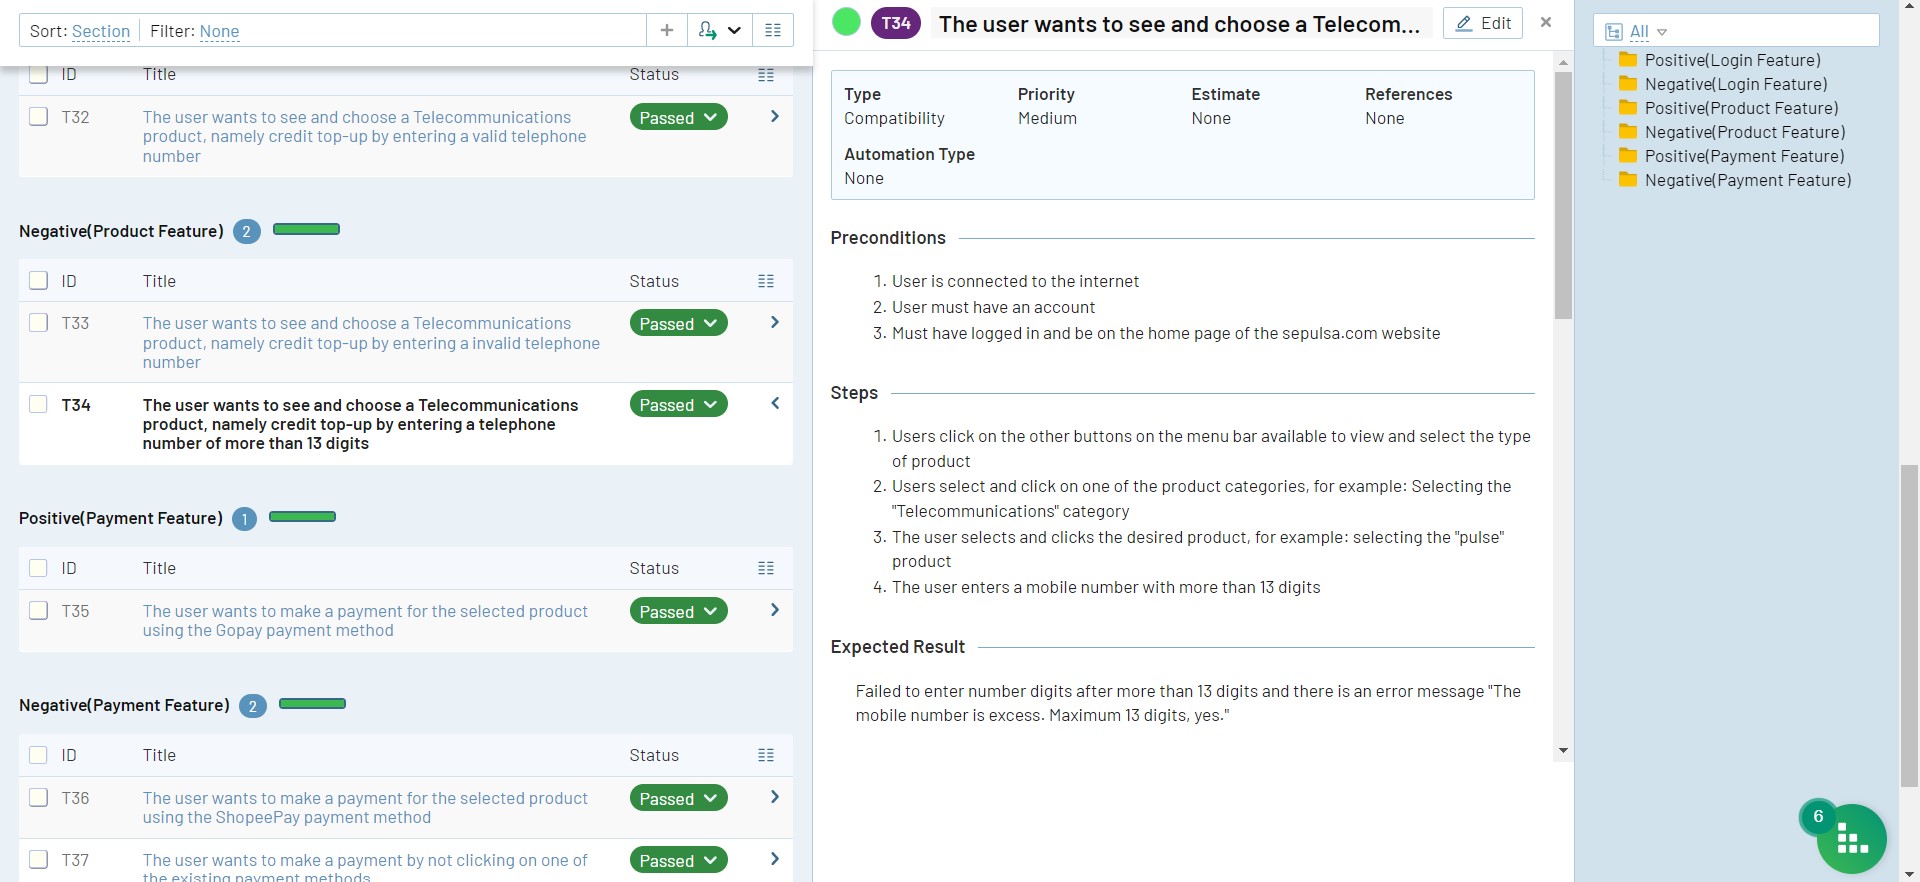 Sort: Section Filter: None
ID Title Status
T32 The user wants to see and choose a Telecommunications Passed
product, namely credit top-up by entering a valid telephone
number
Negative(Product Feature) 2
ID Title Status
T33 The user wants to see and choose a Telecommunications Passed
product, namely credit top-up by entering a invalid telephone
number
T34 The user wants to see and choose a Telecommunications Passed
product, namely credit top-up by entering a telephone
number of more than 13 digits
Positive(Payment Feature) 1
ID Title Status
T35 The user wants to make a payment for the selected product Passed
using the Gopay payment method
Negative(Payment Feature) 2
ID Title Status
T36 The user wants to make a payment for the selected product Passed
using the ShopeePay payment method
T37 The user wants to make a payment by not clicking on one of Passed
the existing payment methods
T34 The user wants to see and choose a Telecom... Edit
Type Priority Estimate References
Compatibility Medium None None
Automation Type
None
Preconditions
1. User is connected to the internet
2. User must have an account
3. Must have logged in and be on the home page of the sepulsa.com website
Steps
1. Users click on the other buttons on the menu bar available to view and select the type
of product
2. Users select and click on one of the product categories, for example: Selecting the
"Telecommunications" category
3. The user selects and clicks the desired product, for example: selecting the "pulse"
product
4. The user enters a mobile number with more than 13 digits
Expected Result
Failed to enter number digits after more than 13 digits and there is an error message "The
mobile number is excess. Maximum 13 digits, yes."
All
Positive(Login Feature)
Negative(Login Feature)
Positive(Product Feature)
Negative(Product Feature)
Positive(Payment Feature)
Negative(Payment Feature)
6